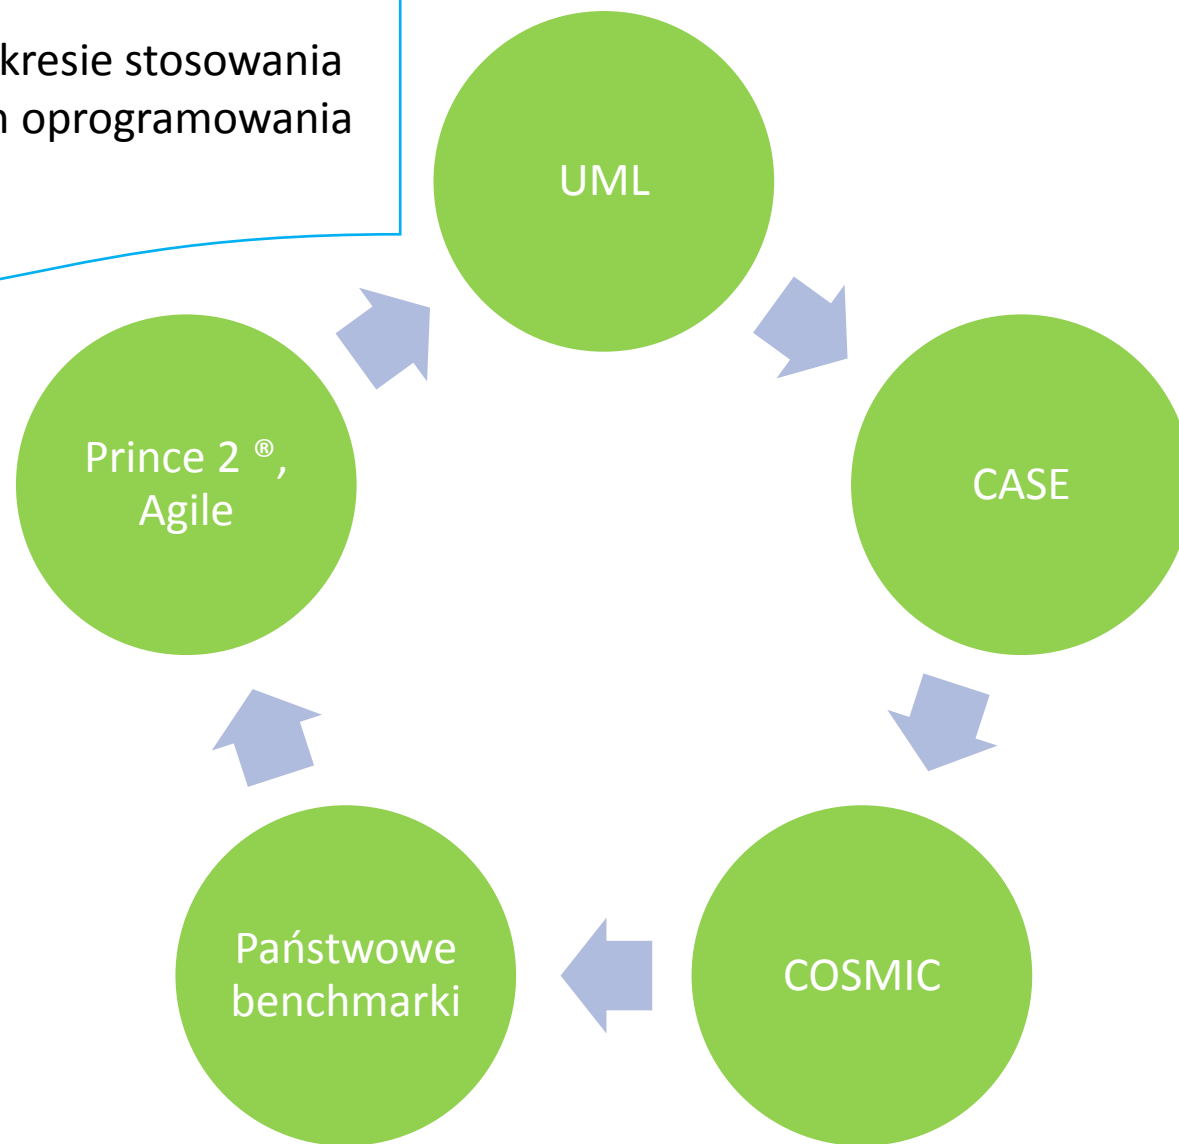 kresie stosowania
oprogramowania
UML
Prince 2 ®,
Agile
CASE
Państwowe
benchmarki
COSMIC